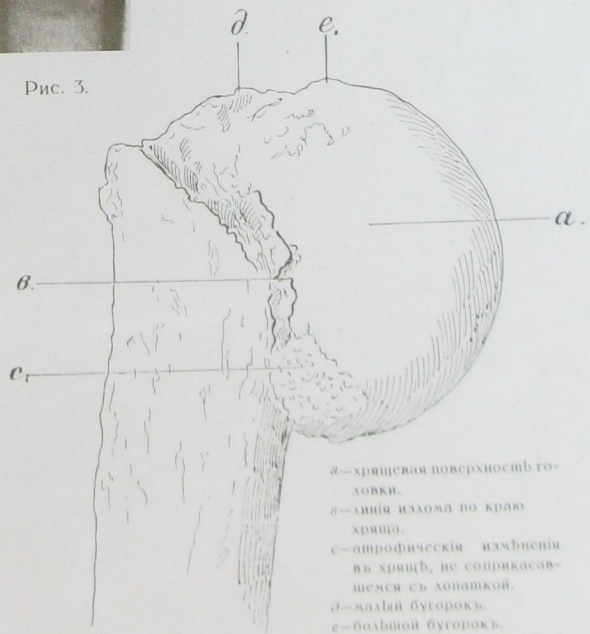 д. е.
Рис. 3.
а.
в.
с.
а—хрящевая поверхность го-
ловки.
в—линія излома по краю
хряща.
с—атрофическія измѣненія
въ хрящѣ, не соприкасав-
шемся съ лопаткой.
д—малый бугорокъ.
е—большой бугорокъ.